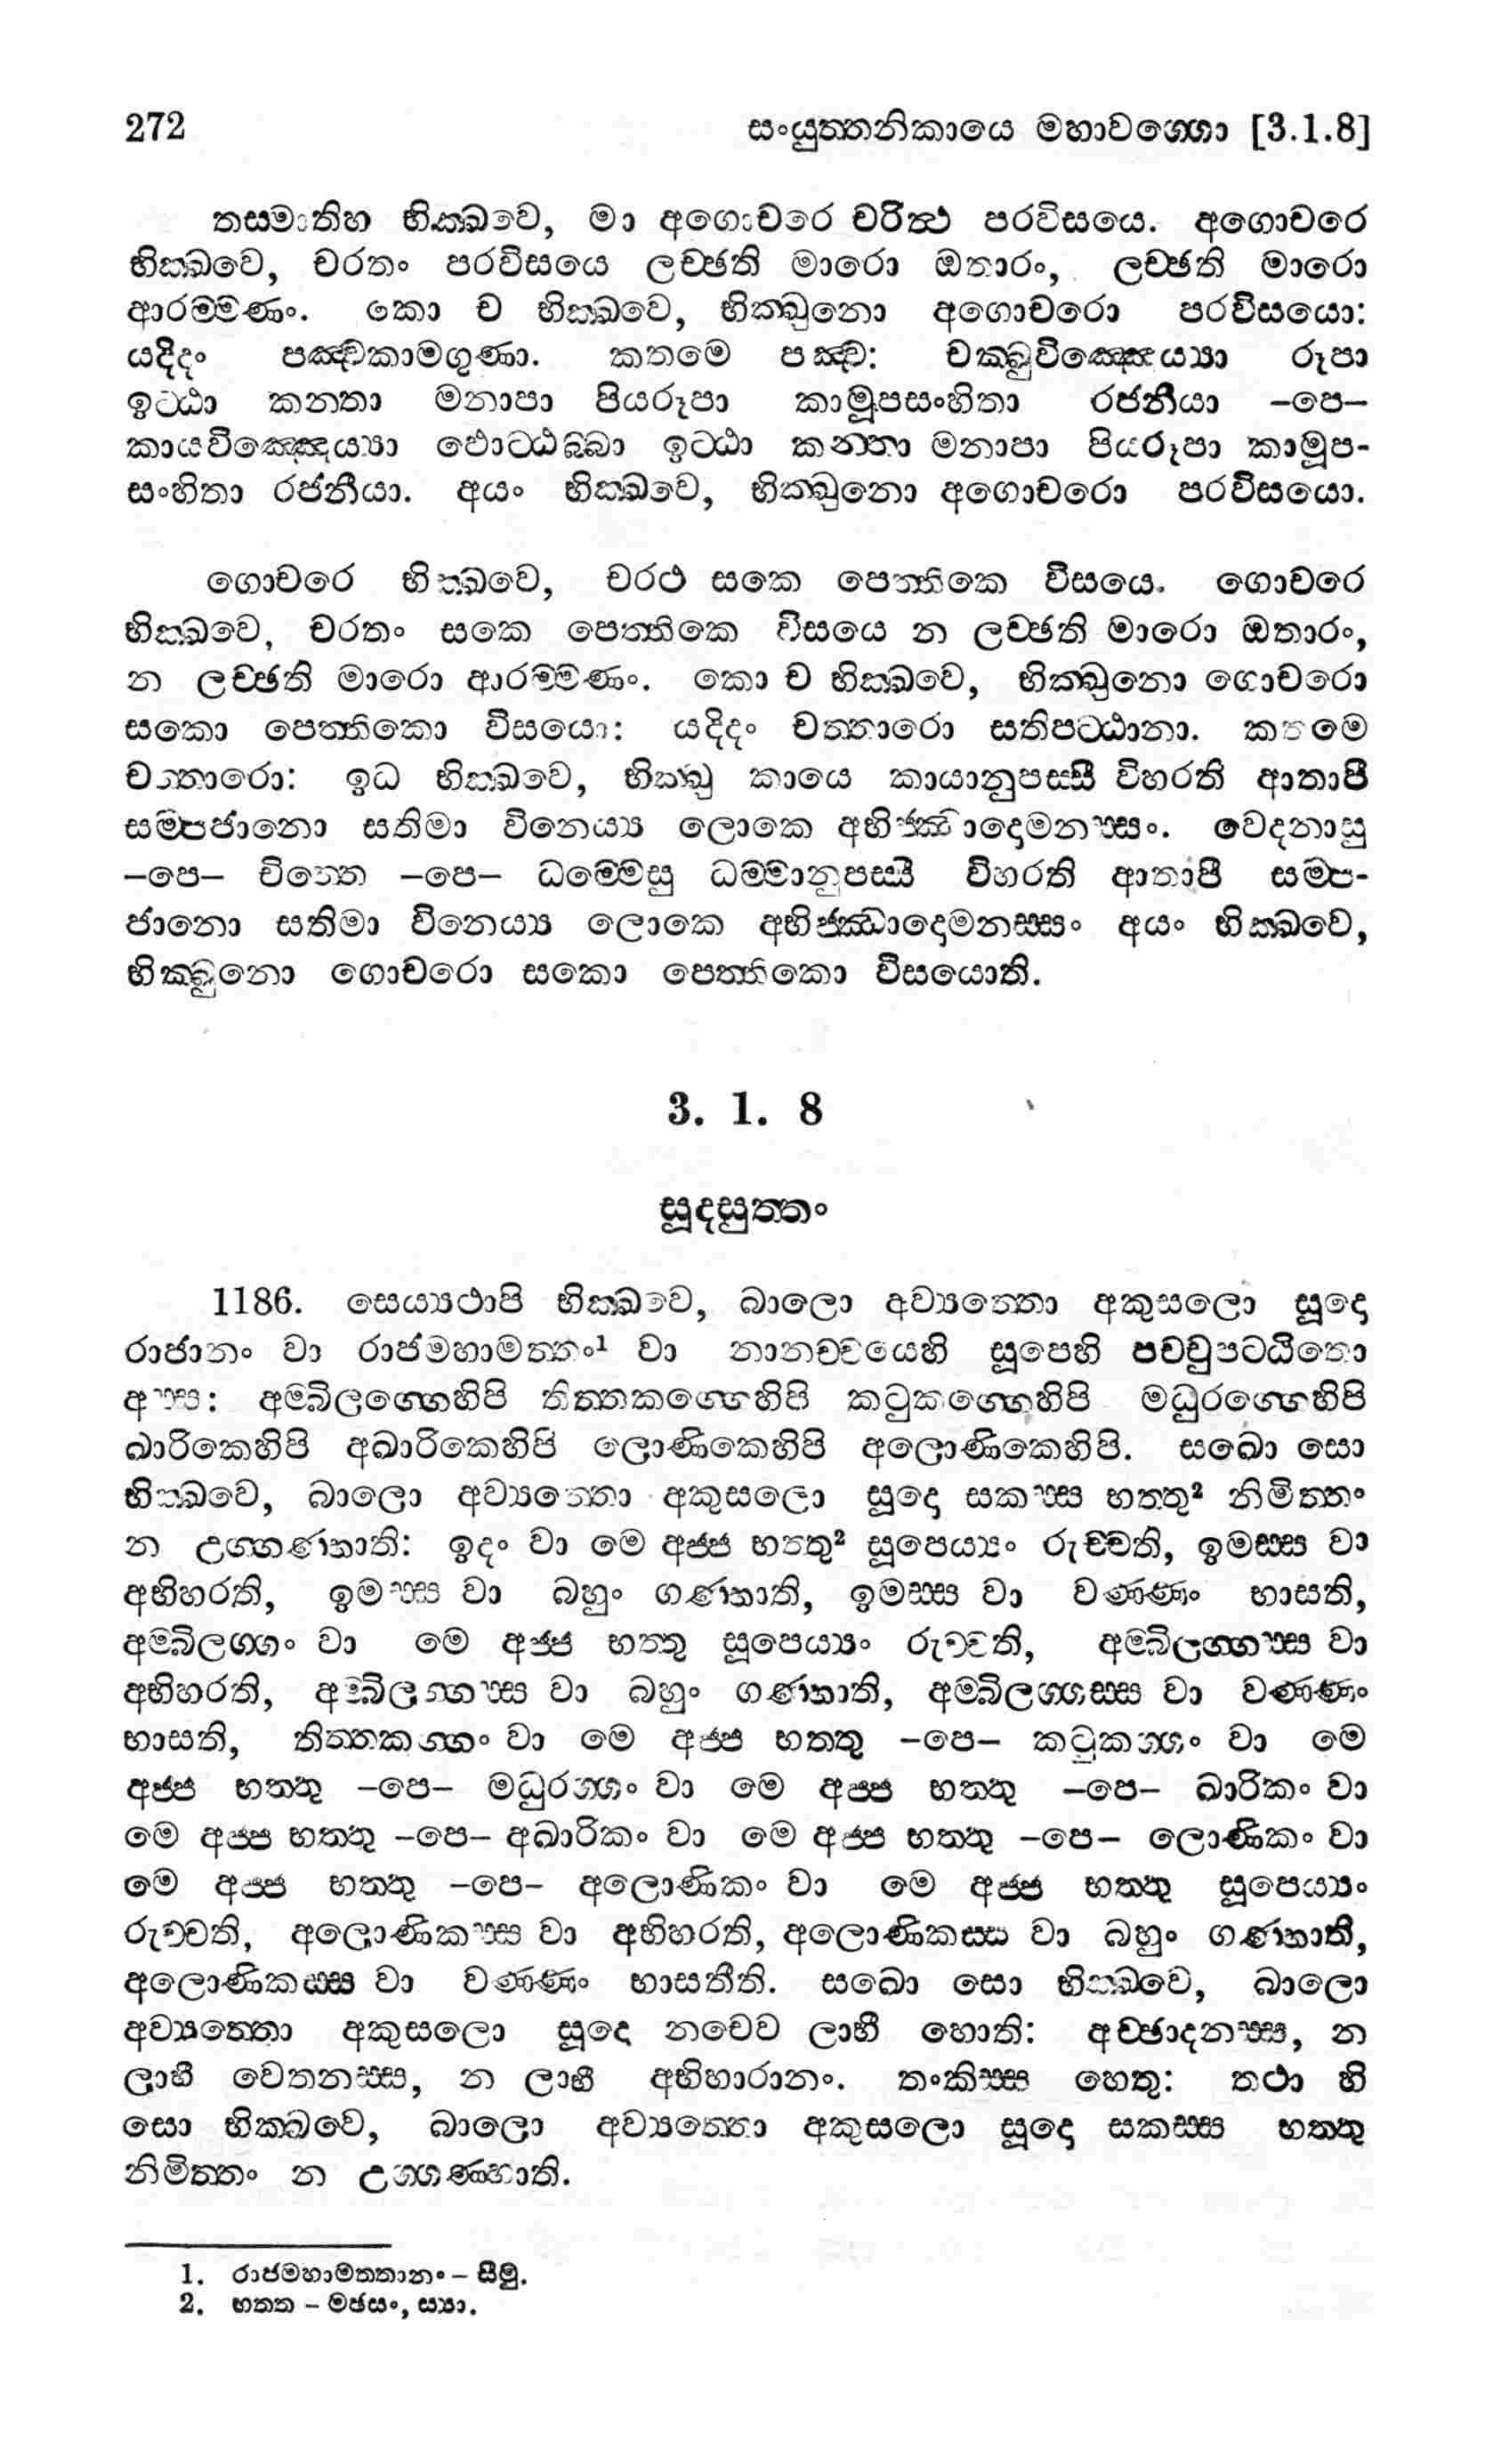 272 සංයුත්තනිකායෙ මහාවග්ගො [3.1.8]
තස්මාතිහ භික්ඛවෙ, මා අගොචරෙ චරිත්ථ පරවිසයෙ. අගොචරෙ
භික්ඛවෙ, චරතං පරවිසයෙ ලච්ඡති මාරො ඔතාරං, ලච්ඡති මාරො
ආරම්මණං. කො ච භික්ඛවෙ, භික්ඛුනො අගොචරො පරවිසයො:
යදිදං පඤ්චකාමගුණා. කතමෙ පඤ්ච: චක්ඛුවිඤ්ඤෙය්‍යා රූපා
ඉට්ඨා කන්තා මනාපා පියරූපා කාමූපසංහිතා රජනීයා –පෙ–
කායවිඤ්ඤෙය්‍යා ඵොට්ඨබ්බා ඉට්ඨා කන්තා මනාපා පියරූපා කාමූප-
සංහිතා රජනීයා. අයං භික්ඛවෙ, භික්ඛුනො අගොචරො පරවිසයො.
ගොචරෙ භික්ඛවෙ, චරථ සකෙ පෙත්තිකෙ විසයෙ. ගොචරෙ
භික්ඛවෙ, චරතං සකෙ පෙත්තිකෙ විසයෙ න ලච්ඡති මාරො ඔතාරං,
න ලච්ඡති මාරො ආරම්මණං. කො ච භික්ඛවෙ, භික්ඛුනො ගොචරො
සකො පෙත්තිකො විසයො: යදිදං චත්තාරො සතිපට්ඨානා. කතමෙ
චත්තාරො: ඉධ භික්ඛවෙ, භික්ඛු කායෙ කායානුපස්සී විහරති ආතාපී
සම්පජානො සතිමා විනෙය්‍ය ලොකෙ අභිජ්ඣාදොමනස්සං. වෙදනාසු
–පෙ– චිත්තෙ –පෙ– ධම්මෙසු ධම්මානුපස්සී විහරති ආතාපී සම්ප-
ජානො සතිමා විනෙය්‍ය ලොකෙ අභිජ්ඣාදොමනස්සං අයං භික්ඛවෙ,
භික්ඛුනො ගොචරො සකො පෙත්තිකො විසයොති.
3. 1. 8
සූදසුත්තං
1186. සෙය්‍යථාපි භික්ඛවෙ, බාලො අව්‍යත්තො අකුසලො සූදො
රාජානං වා රාජමහාමත්තං¹ වා නානච්චයෙහි සූපෙහි පච්චුපට්ඨිතො
අස්ස: අම්බිලග්ගෙහිපි තිත්තකග්ගෙහිපි කටුකග්ගෙහිපි මධුරග්ගෙහිපි
ඛාරිකෙහිපි අඛාරිකෙහිපි ලොණිකෙහිපි අලොණිකෙහිපි. සඛො සො
භික්ඛවෙ, බාලො අව්‍යත්තො අකුසලො සූදො සකස්ස භත්තු² නිමිත්තං
න උග්ගණ්හාති: ඉදං වා මෙ අජ්ජ භත්තු² සූපෙය්‍යං රුච්චති, ඉමස්ස වා
අභිහරති, ඉමස්ස වා බහුං ගණ්හාති, ඉමස්ස වා වණ්ණං භාසති,
අම්බිලග්ගං වා මෙ අජ්ජ භත්තු සූපෙය්‍යං රුච්චති, අම්බිලග්ගස්ස වා
අභිහරති, අම්බිලග්ගස්ස වා බහුං ගණ්හාති, අම්බිලග්ගස්ස වා වණ්ණං
භාසති, තිත්තකග්ගං වා මෙ අජ්ජ භත්තු –පෙ– කටුකග්ගං වා මෙ
අජ්ජ භත්තු –පෙ– මධුරග්ගං වා මෙ අජ්ජ භත්තු –පෙ– ඛාරිකං වා
මෙ අජ්ජ භත්තු –පෙ– අඛාරිකං වා මෙ අජ්ජ භත්තු –පෙ– ලොණිකං වා
මෙ අජ්ජ භත්තු –පෙ– අලොණිකං වා මෙ අජ්ජ භත්තු සූපෙය්‍යං
රුච්චති, අලොණිකස්ස වා අභිහරති, අලොණිකස්ස වා බහුං ගණ්හාති,
අලොණිකස්ස වා වණ්ණං භාසතීති. සඛො සො භික්ඛවෙ, බාලො
අව්‍යත්තො අකුසලො සූදො නචෙව ලාභී හොති: අච්ඡාදනස්ස, න
ලාභී වෙතනස්ස, න ලාභී අභිහාරානං. තංකිස්ස හෙතු: තථා හි
සො භික්ඛවෙ, බාලො අව්‍යත්තො අකුසලො සූදො සකස්ස භත්තු
නිමිත්තං න උග්ගණ්හාති.
1. රාජමහාමත්තානං – සීමු.
2. භත්ත – මඡසං, ස්‍යා.